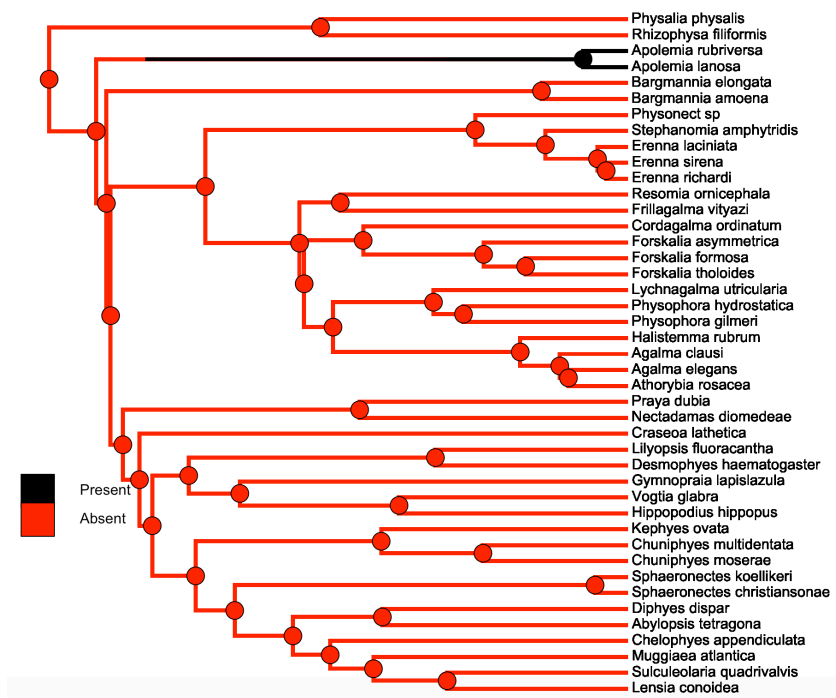 Physalia physalis
Rhizophysa filiformis
Apolemia rubriversa
Apolemia lanosa
Bargmannia elongata
Bargmannia amoena
Physonect sp
Stephanomia amphytridis
Erenna laciniata
Erenna sirena
Erenna richardi
Resomia ornicephala
Frillagalma vityazi
Cordagalma ordinatum
Forskalia asymmetrica
Forskalia formosa
Forskalia tholoides
Lychnagalma utricularia
Physophora hydrostatica
Physophora gilmeri
Halistemma rubrum
Agalma clausi
Agalma elegans
Athorybia rosacea
Praya dubia
Nectadamas diomedeae
Craseoa lathetica
Lilyopsis fluoracantha
Desmophyes haematogaster
Gymnopraia lapislazula
Vogtia glabra
Hippopodius hippopus
Kephyes ovata
Chuniphyes multidentata
Chuniphyes moserae
Sphaeronectes koellikeri
Sphaeronectes christiansonae
Diphyes dispar
Abylopsis tetragona
Chelophyes appendiculata
Muggiaea atlantica
Sulculeolaria quadrivalvis
Lensia conoidea
Present
Absent